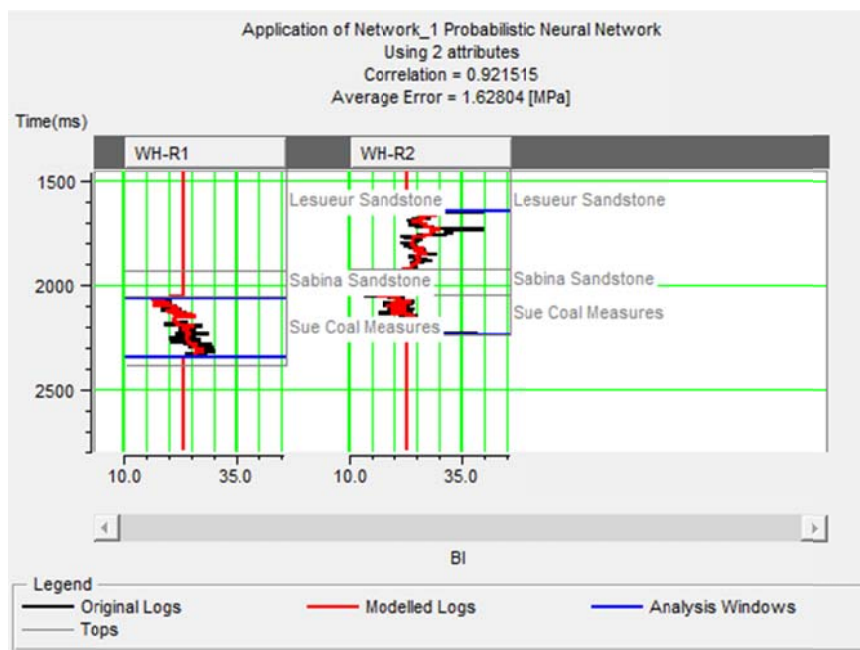 Application of Network_1 Probabilistic Neural Network
Using 2 attributes
Correlation = 0.921515
Average Error = 1.62804 [MPa]
Time(ms)
WH-R1 WH-R2
1500
Lesueur Sandstone Lesueur Sandstone
2000
Sabina Sandstone Sabina Sandstone
Sue Coal Measures Sue Coal Measures
2500
10.0 35.0 10.0 35.0
BI
Legend
Original Logs Modelled Logs Analysis Windows
Tops